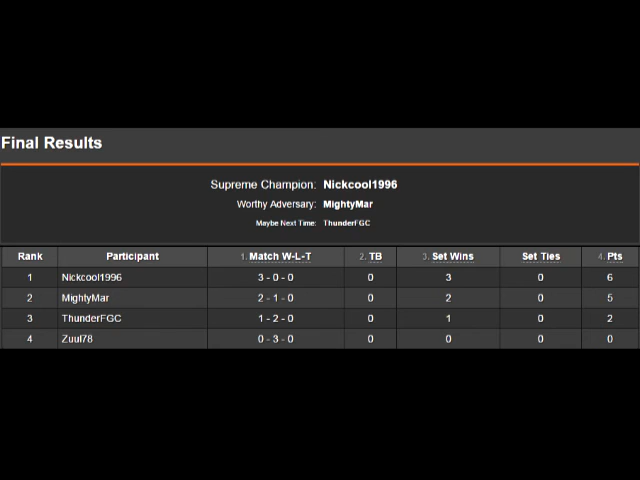 Final Results
Supreme Champion: Nickcool1996
Worthy Adversary: MightyMar
Maybe Next Time: ThunderFGC
Rank Participant 1. Match W-L-T 2. TB 3. Set Wins Set Ties 4. Pts
1 Nickcool1996 3 - 0 - 0 0 3 0 6
2 MightyMar 2 - 1 - 0 0 2 0 5
3 ThunderFGC 1 - 2 - 0 0 1 0 2
4 Zuul78 0 - 3 - 0 0 0 0 0